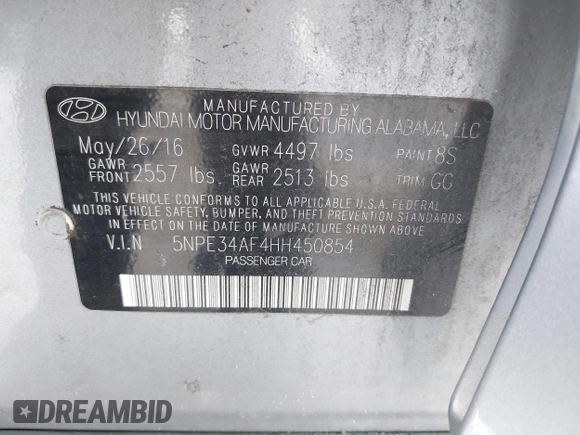 MANUFACTURED BY
HYUNDAI MOTOR MANUFACTURING ALABAMA, LLC
May/26/16 GVWR 4497 lbs PAINT 8S
GAWR FRONT 2557 lbs GAWR REAR 2513 lbs TRIM GG
THIS VEHICLE CONFORMS TO ALL APPLICABLE U.S.A. FEDERAL
MOTOR VEHICLE SAFETY, BUMPER, AND THEFT PREVENTION STANDARDS
IN EFFECT ON THE DATE OF MANUFACTURE SHOWN ABOVE.
V.I.N 5NPE34AF4HH450854
PASSENGER CAR
DREAMBID